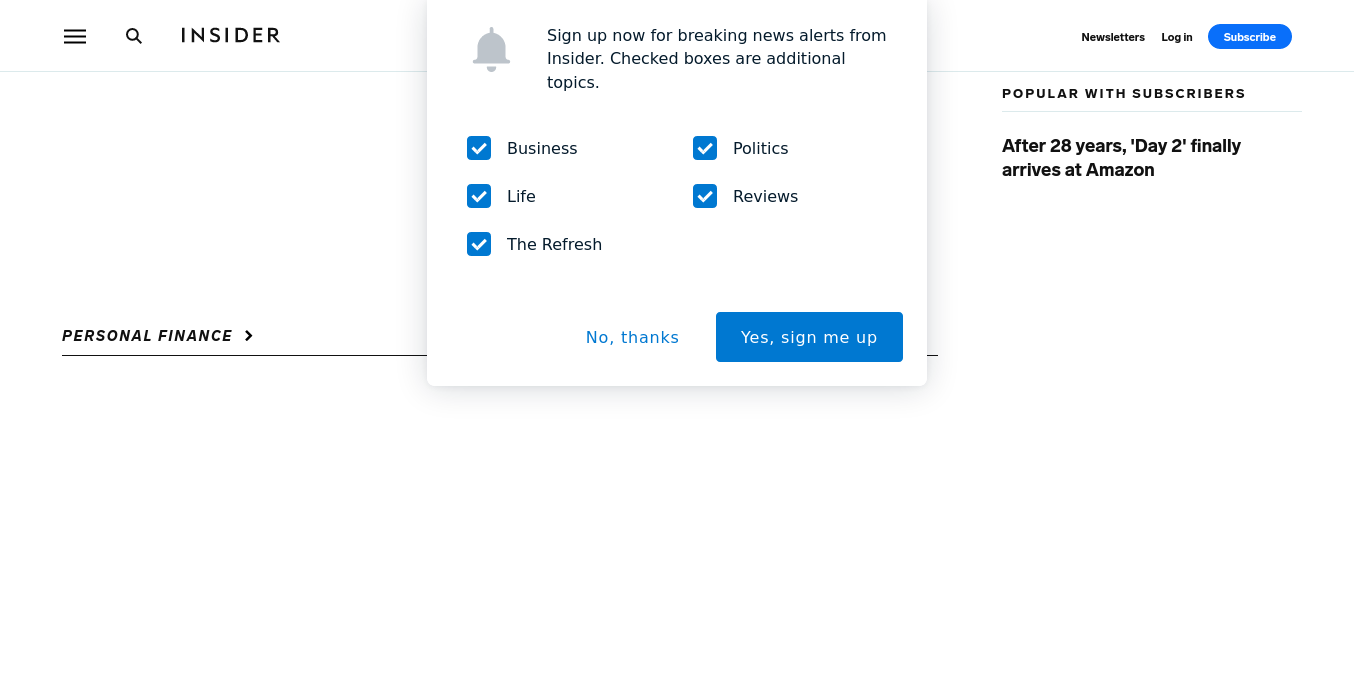 INSIDER
Newsletters
Log in
Subscribe
Sign up now for breaking news alerts from
Insider. Checked boxes are additional
topics.
Business
Politics
Life
Reviews
The Refresh
No, thanks
Yes, sign me up
POPULAR WITH SUBSCRIBERS
After 28 years, 'Day 2' finally
arrives at Amazon
PERSONAL FINANCE